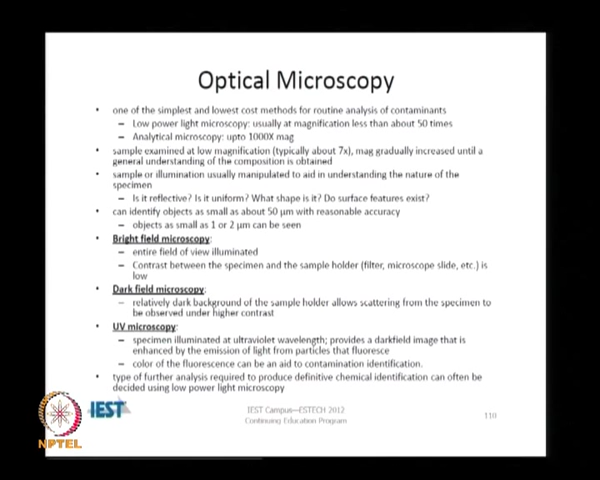 Optical Microscopy
• one of the simplest and lowest cost methods for routine analysis of contaminants
– Low power light microscopy: usually at magnification less than about 50 times
– Analytical microscopy: upto 1000X mag
• sample examined at low magnification (typically about 7x), mag gradually increased until a
general understanding of the composition is obtained
• sample or illumination usually manipulated to aid in understanding the nature of the
specimen
– Is it reflective? Is it uniform? What shape is it? Do surface features exist?
• can identify objects as small as about 50 µm with reasonable accuracy
– objects as small as 1 or 2 µm can be seen
• Bright field microscopy:
– entire field of view illuminated
– Contrast between the specimen and the sample holder (filter, microscope slide, etc.) is
low
• Dark field microscopy:
– relatively dark background of the sample holder allows scattering from the specimen to
be observed under higher contrast
• UV microscopy:
– specimen illuminated at ultraviolet wavelength; provides a darkfield image that is
enhanced by the emission of light from particles that fluoresce
– color of the fluorescence can be an aid to contamination identification.
• type of further analysis required to produce definitive chemical identification can often be
decided using low power light microscopy
IEST
NPTEL
IEST Campus—ESTECH 2012
Continuing Education Program
110